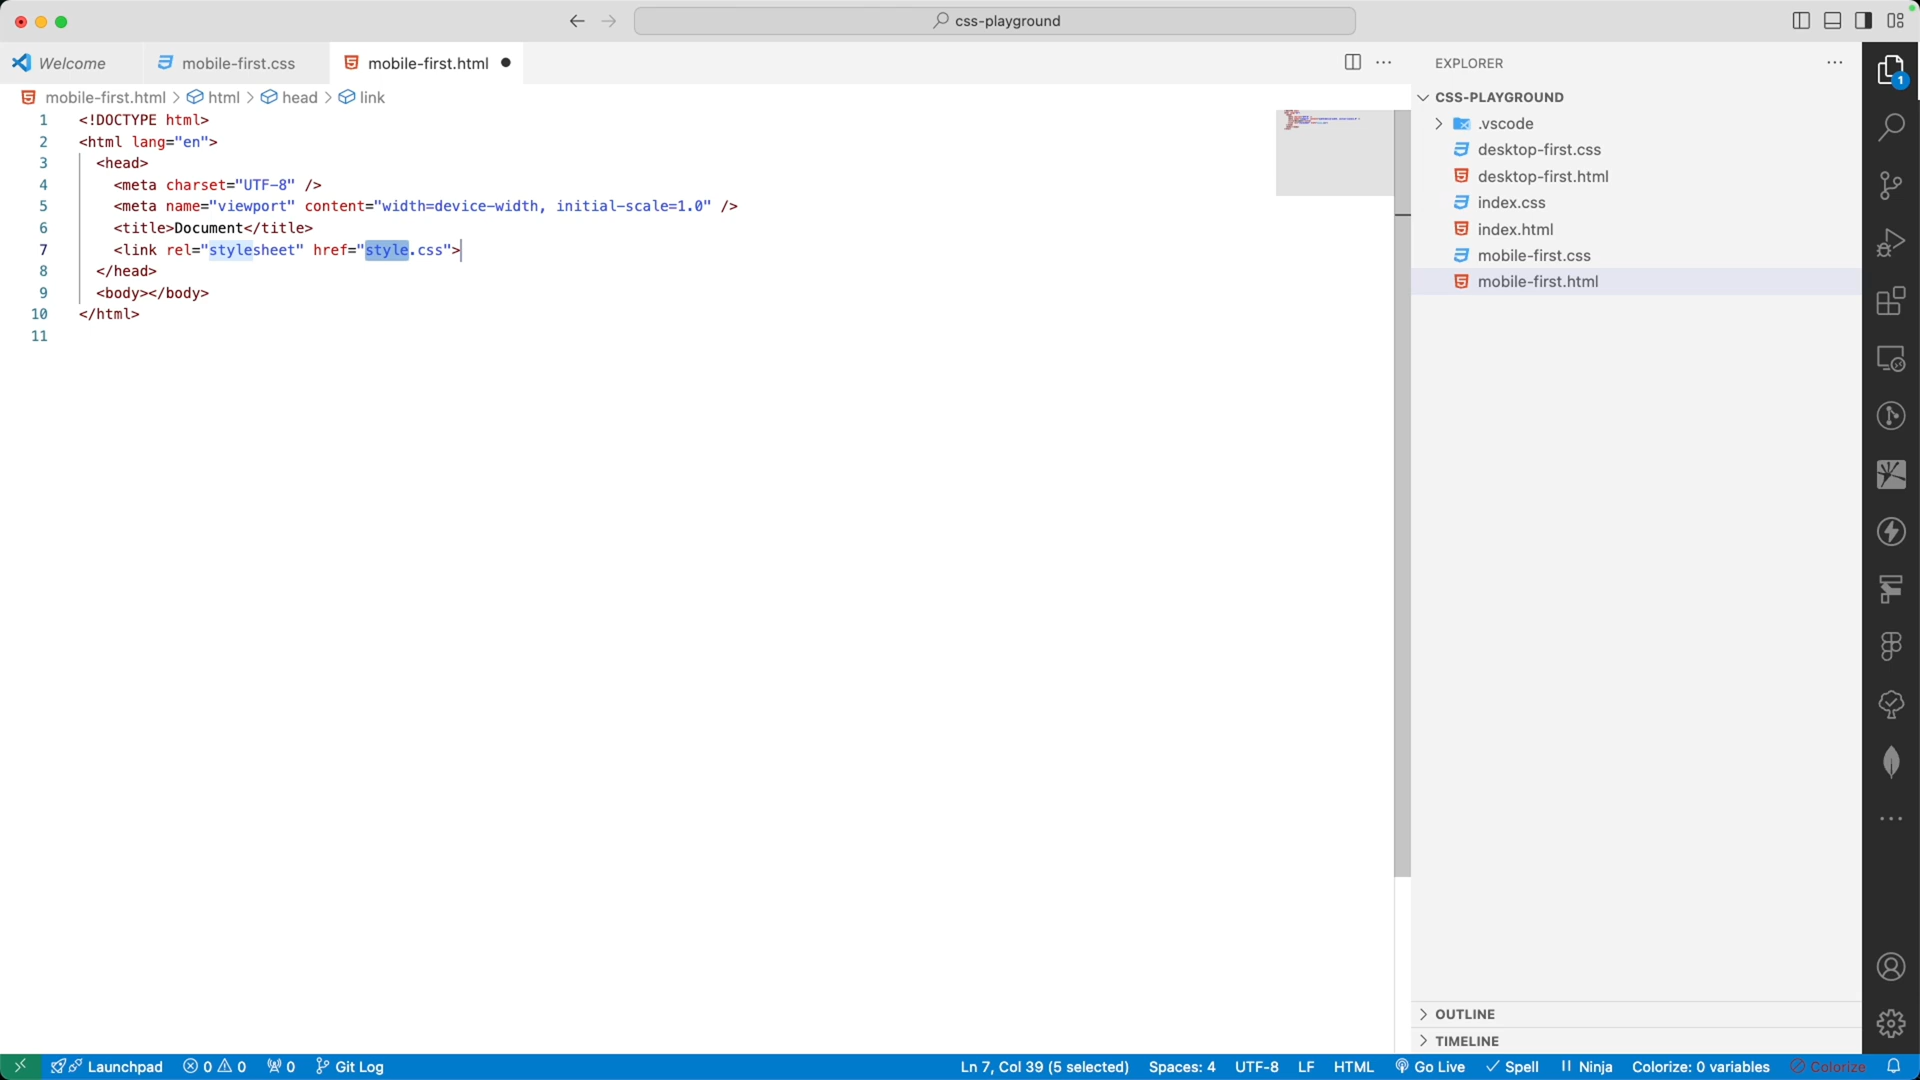 css-playground
Welcome
mobile-first.css
mobile-first.html
EXPLORER
mobile-first.html > html > head > link
1 <!DOCTYPE html>
2 <html lang="en">
3 <head>
4 <meta charset="UTF-8" />
5 <meta name="viewport" content="width=device-width, initial-scale=1.0" />
6 <title>Document</title>
7 <link rel="stylesheet" href="style.css">
8 </head>
9 <body></body>
10 </html>
11
CSS-PLAYGROUND
.vscode
desktop-first.css
desktop-first.html
index.css
index.html
mobile-first.css
mobile-first.html
1
OUTLINE
TIMELINE
Launchpad 0 0 0 Git Log Ln 7, Col 39 (5 selected) Spaces: 4 UTF-8 LF HTML Go Live Spell Ninja Colorize: 0 variables Colorize